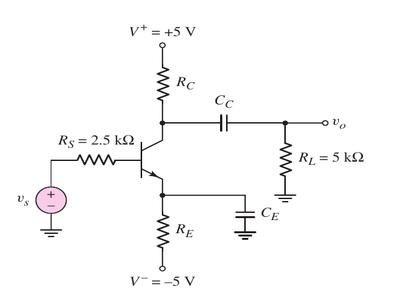 V⁺ = +5 V
R_C
C_C
v_o
R_S = 2.5 kΩ
R_L = 5 kΩ
v_s
+
−
C_E
R_E
V⁻ = −5 V